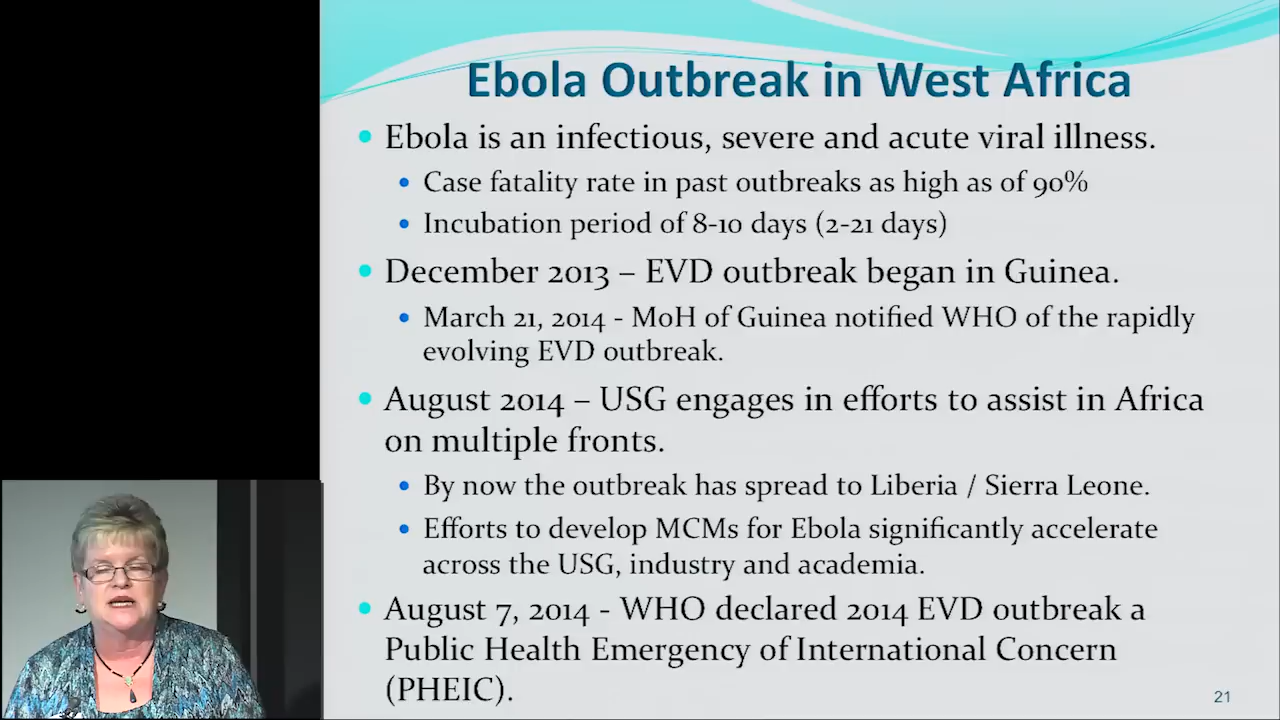 Ebola Outbreak in West Africa
• Ebola is an infectious, severe and acute viral illness.
• Case fatality rate in past outbreaks as high as of 90%
• Incubation period of 8-10 days (2-21 days)
• December 2013 – EVD outbreak began in Guinea.
• March 21, 2014 - MoH of Guinea notified WHO of the rapidly
evolving EVD outbreak.
• August 2014 – USG engages in efforts to assist in Africa
on multiple fronts.
• By now the outbreak has spread to Liberia / Sierra Leone.
• Efforts to develop MCMs for Ebola significantly accelerate
across the USG, industry and academia.
• August 7, 2014 - WHO declared 2014 EVD outbreak a
Public Health Emergency of International Concern
(PHEIC).
21